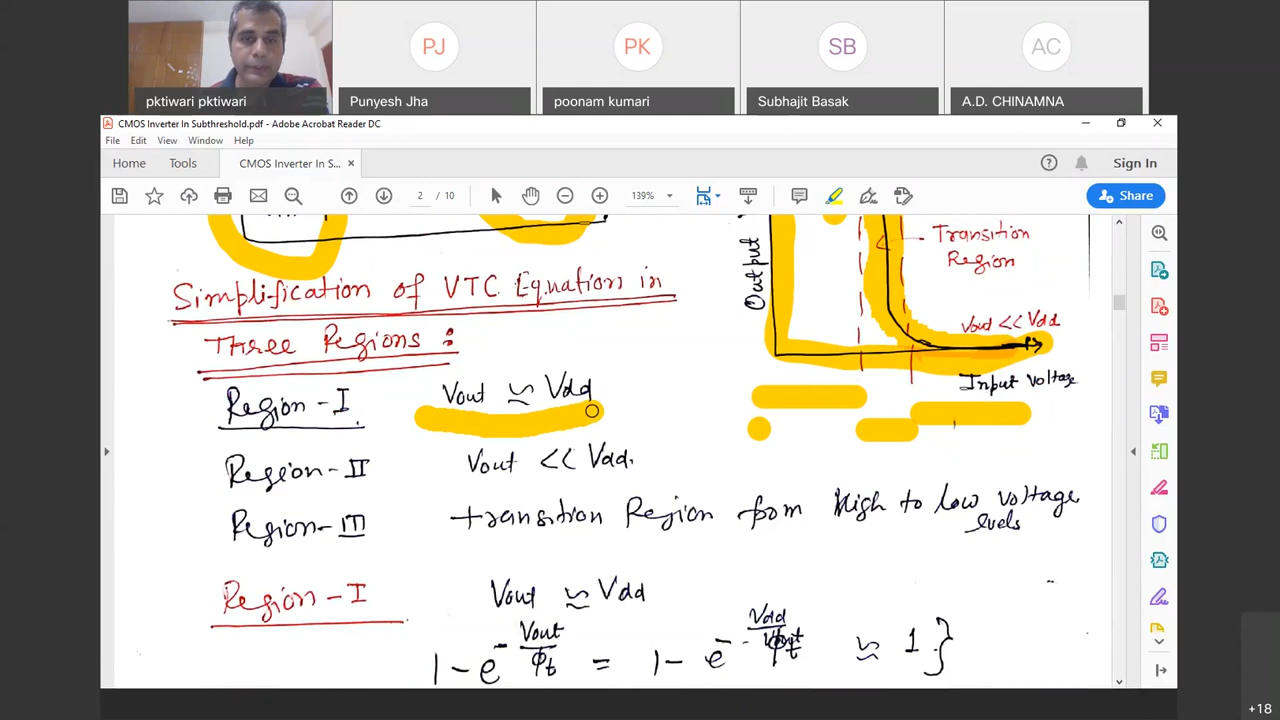 PJ
PK
SB
AC
pktiwari pktiwari
Punyesh Jha
poonam kumari
Subhajit Basak
A.D. CHINAMNA
CMOS Inverter In Subthreshold.pdf - Adobe Acrobat Reader DC
File Edit View Window Help
Home Tools CMOS Inverter In S... × Sign In
2 / 10 139% Share
Transition
Region
Output
Vout << Vdd
Input voltage
Simplification of VTC Equation in
Three Regions :
Region-I Vout ≃ Vdd
Region-II Vout << Vdd.
Region-III transition Region from High to low voltage
levels
Region-I Vout ≃ Vdd
1 - e^-Vout/φt = 1 - e^-Vdd/φt ≃ 1 }
+18